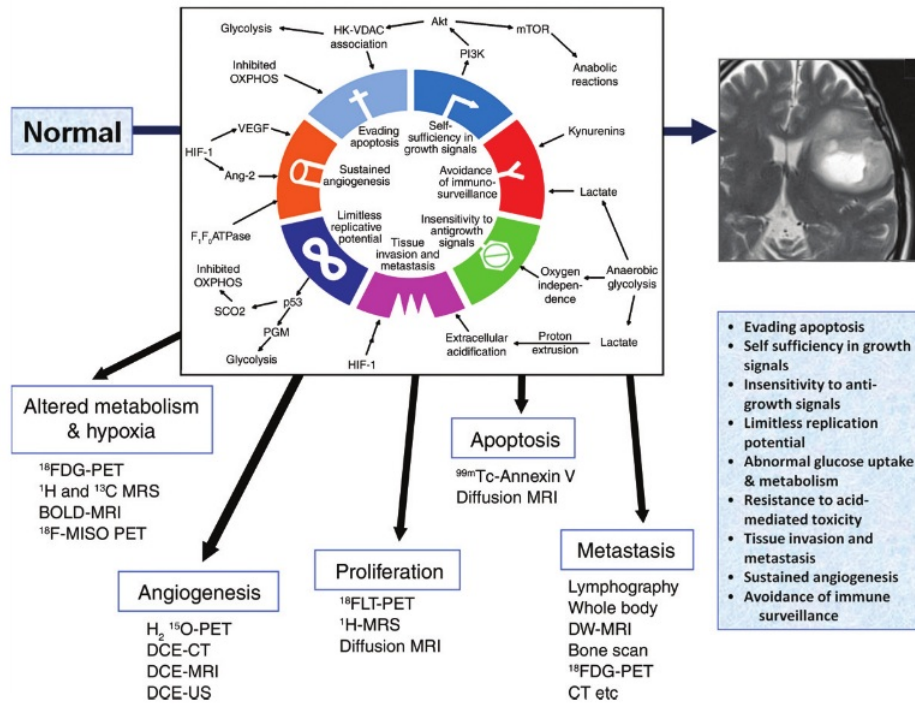 Normal
Glycolysis
HK-VDAC
association
Akt
mTOR
PI3K
Anabolic
reactions
Inhibited
OXPHOS
VEGF
HIF-1
Ang-2
F₁F₀ATPase
Evading
apoptosis
Self-
sufficiency in
growth signals
Sustained
angiogenesis
Avoidance
of immuno-
surveillance
Limitless
replicative
potential
Insensitivity to
antigrowth
signals
Tissue
invasion and
metastasis
Kynurenins
Lactate
Anaerobic
glycolysis
Oxygen
indepen-
dence
Inhibited
OXPHOS
SCO2
p53
PGM
Glycolysis
HIF-1
Extracellular
acidification
Proton
extrusion
Lactate
• Evading apoptosis
• Self sufficiency in growth
signals
• Insensitivity to anti-
growth signals
• Limitless replication
potential
• Abnormal glucose uptake
& metabolism
• Resistance to acid-
mediated toxicity
• Tissue invasion and
metastasis
• Sustained angiogenesis
• Avoidance of immune
surveillance
Altered metabolism
& hypoxia
¹⁸FDG-PET
¹H and ¹³C MRS
BOLD-MRI
¹⁸F-MISO PET
Angiogenesis
H₂ ¹⁵O-PET
DCE-CT
DCE-MRI
DCE-US
Proliferation
¹⁸FLT-PET
¹H-MRS
Diffusion MRI
Apoptosis
⁹⁹ᵐTc-Annexin V
Diffusion MRI
Metastasis
Lymphography
Whole body
DW-MRI
Bone scan
¹⁸FDG-PET
CT etc